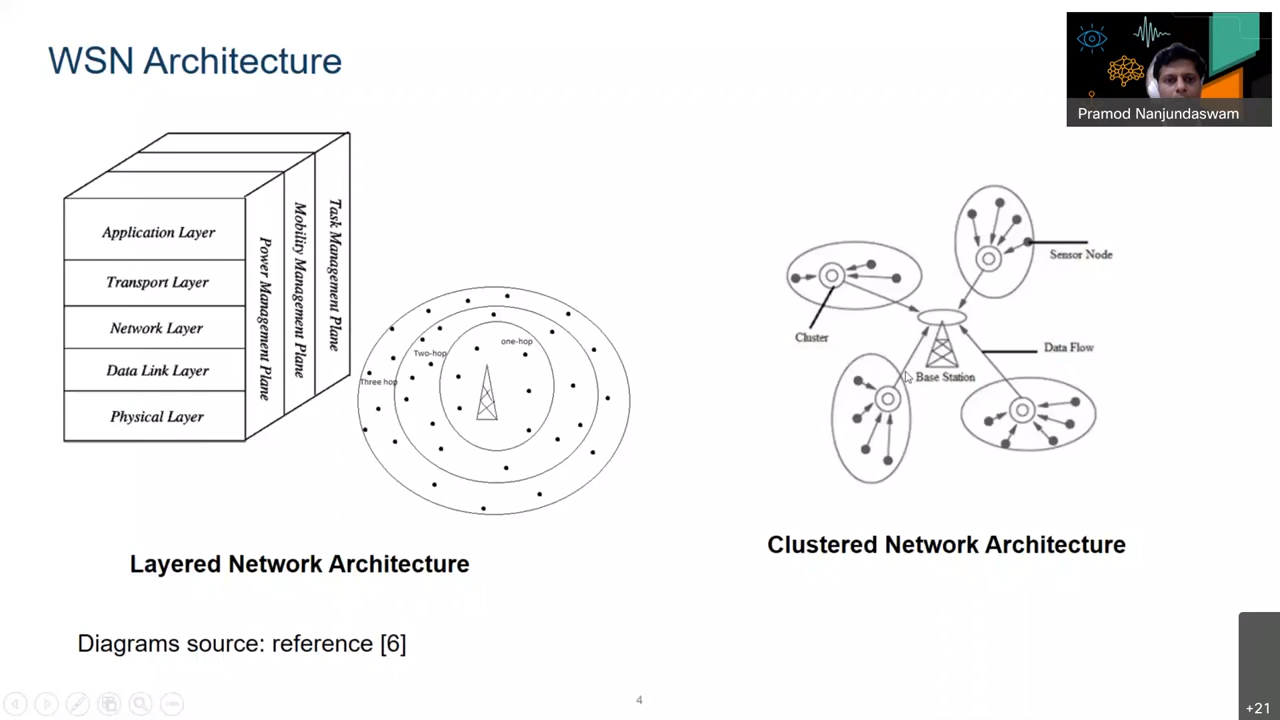 WSN Architecture
Pramod Nanjundaswam
Application Layer
Transport Layer
Network Layer
Data Link Layer
Physical Layer
Power Management Plane
Mobility Management Plane
Task Management Plane
one-hop
Two-hop
Three hop
Layered Network Architecture
Sensor Node
Cluster
Data Flow
Base Station
Clustered Network Architecture
Diagrams source: reference [6]
4
+21